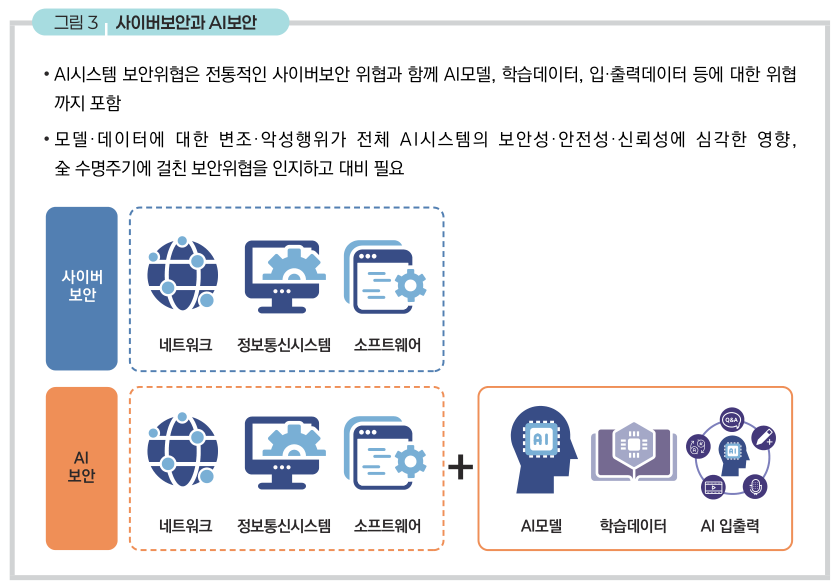 그림 3 사이버보안과 AI보안
• AI시스템 보안위협은 전통적인 사이버보안 위협과 함께 AI모델, 학습데이터, 입·출력데이터 등에 대한 위협
까지 포함
• 모델·데이터에 대한 변조·악성행위가 전체 AI시스템의 보안성·안전성·신뢰성에 심각한 영향,
全 수명주기에 걸친 보안위협을 인지하고 대비 필요
사이버
보안
네트워크 정보통신시스템 소프트웨어
AI
보안
네트워크 정보통신시스템 소프트웨어
+
AI
Q&A
AI
AI모델 학습데이터 AI 입출력